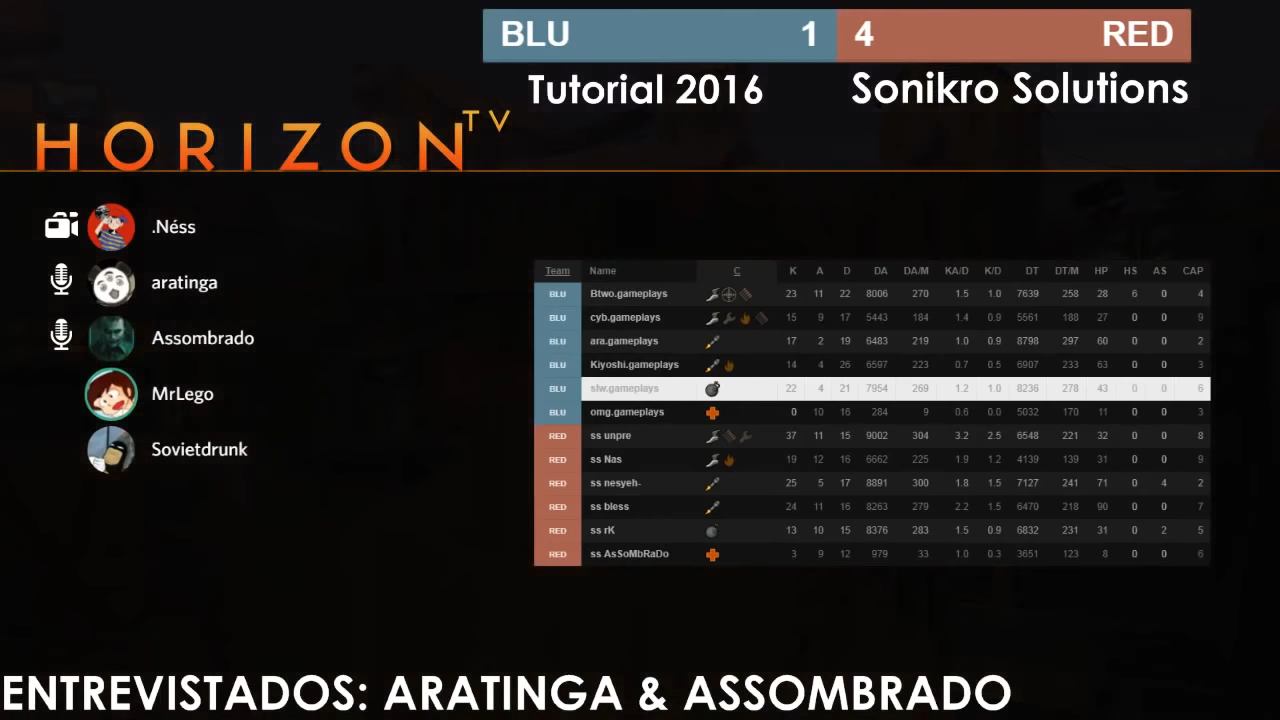 BLU 1 4 RED
Tutorial 2016 Sonikro Solutions
HORIZON TV
.Néss
aratinga
Assombrado
MrLego
Sovietdrunk
Team Name C K A D DA DA/M KA/D K/D DT DT/M HP HS AS CAP
BLU Btwo.gameplays 23 11 22 8006 270 1.5 1.0 7639 258 28 6 0 4
BLU cyb.gameplays 15 9 17 5443 184 1.4 0.9 5561 188 27 0 0 9
BLU ara.gameplays 17 2 19 6483 219 1.0 0.9 8798 297 60 0 0 2
BLU Kiyoshi.gameplays 14 4 26 6597 223 0.7 0.5 6907 233 63 0 0 3
BLU slw.gameplays 22 4 21 7954 269 1.2 1.0 8236 278 43 0 0 6
BLU omg.gameplays 0 10 16 284 9 0.6 0.0 5032 170 11 0 0 3
RED ss unpre 37 11 15 9002 304 3.2 2.5 6548 221 32 0 0 8
RED ss Nas 19 12 16 6662 225 1.9 1.2 4139 139 31 0 0 9
RED ss nesyeh- 25 5 17 8891 300 1.8 1.5 7127 241 71 0 4 2
RED ss bless 24 11 16 8263 279 2.2 1.5 6470 218 90 0 0 7
RED ss rK 13 10 15 8376 283 1.5 0.9 6832 231 31 0 2 5
RED ss AsSoMbRaDo 3 9 12 979 33 1.0 0.3 3651 123 8 0 0 6
ENTREVISTADOS: ARATINGA & ASSOMBRADO